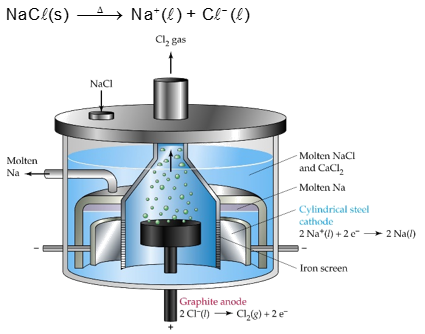 NaCℓ(s) —Δ→ Na⁺(ℓ) + Cℓ⁻(ℓ)
Cl₂ gas
NaCl
Molten
Na
Molten NaCl
and CaCl₂
Molten Na
Cylindrical steel
cathode
2 Na⁺(l) + 2 e⁻ → 2 Na(l)
− −
Iron screen
Graphite anode
2 Cl⁻(l) → Cl₂(g) + 2 e⁻
+